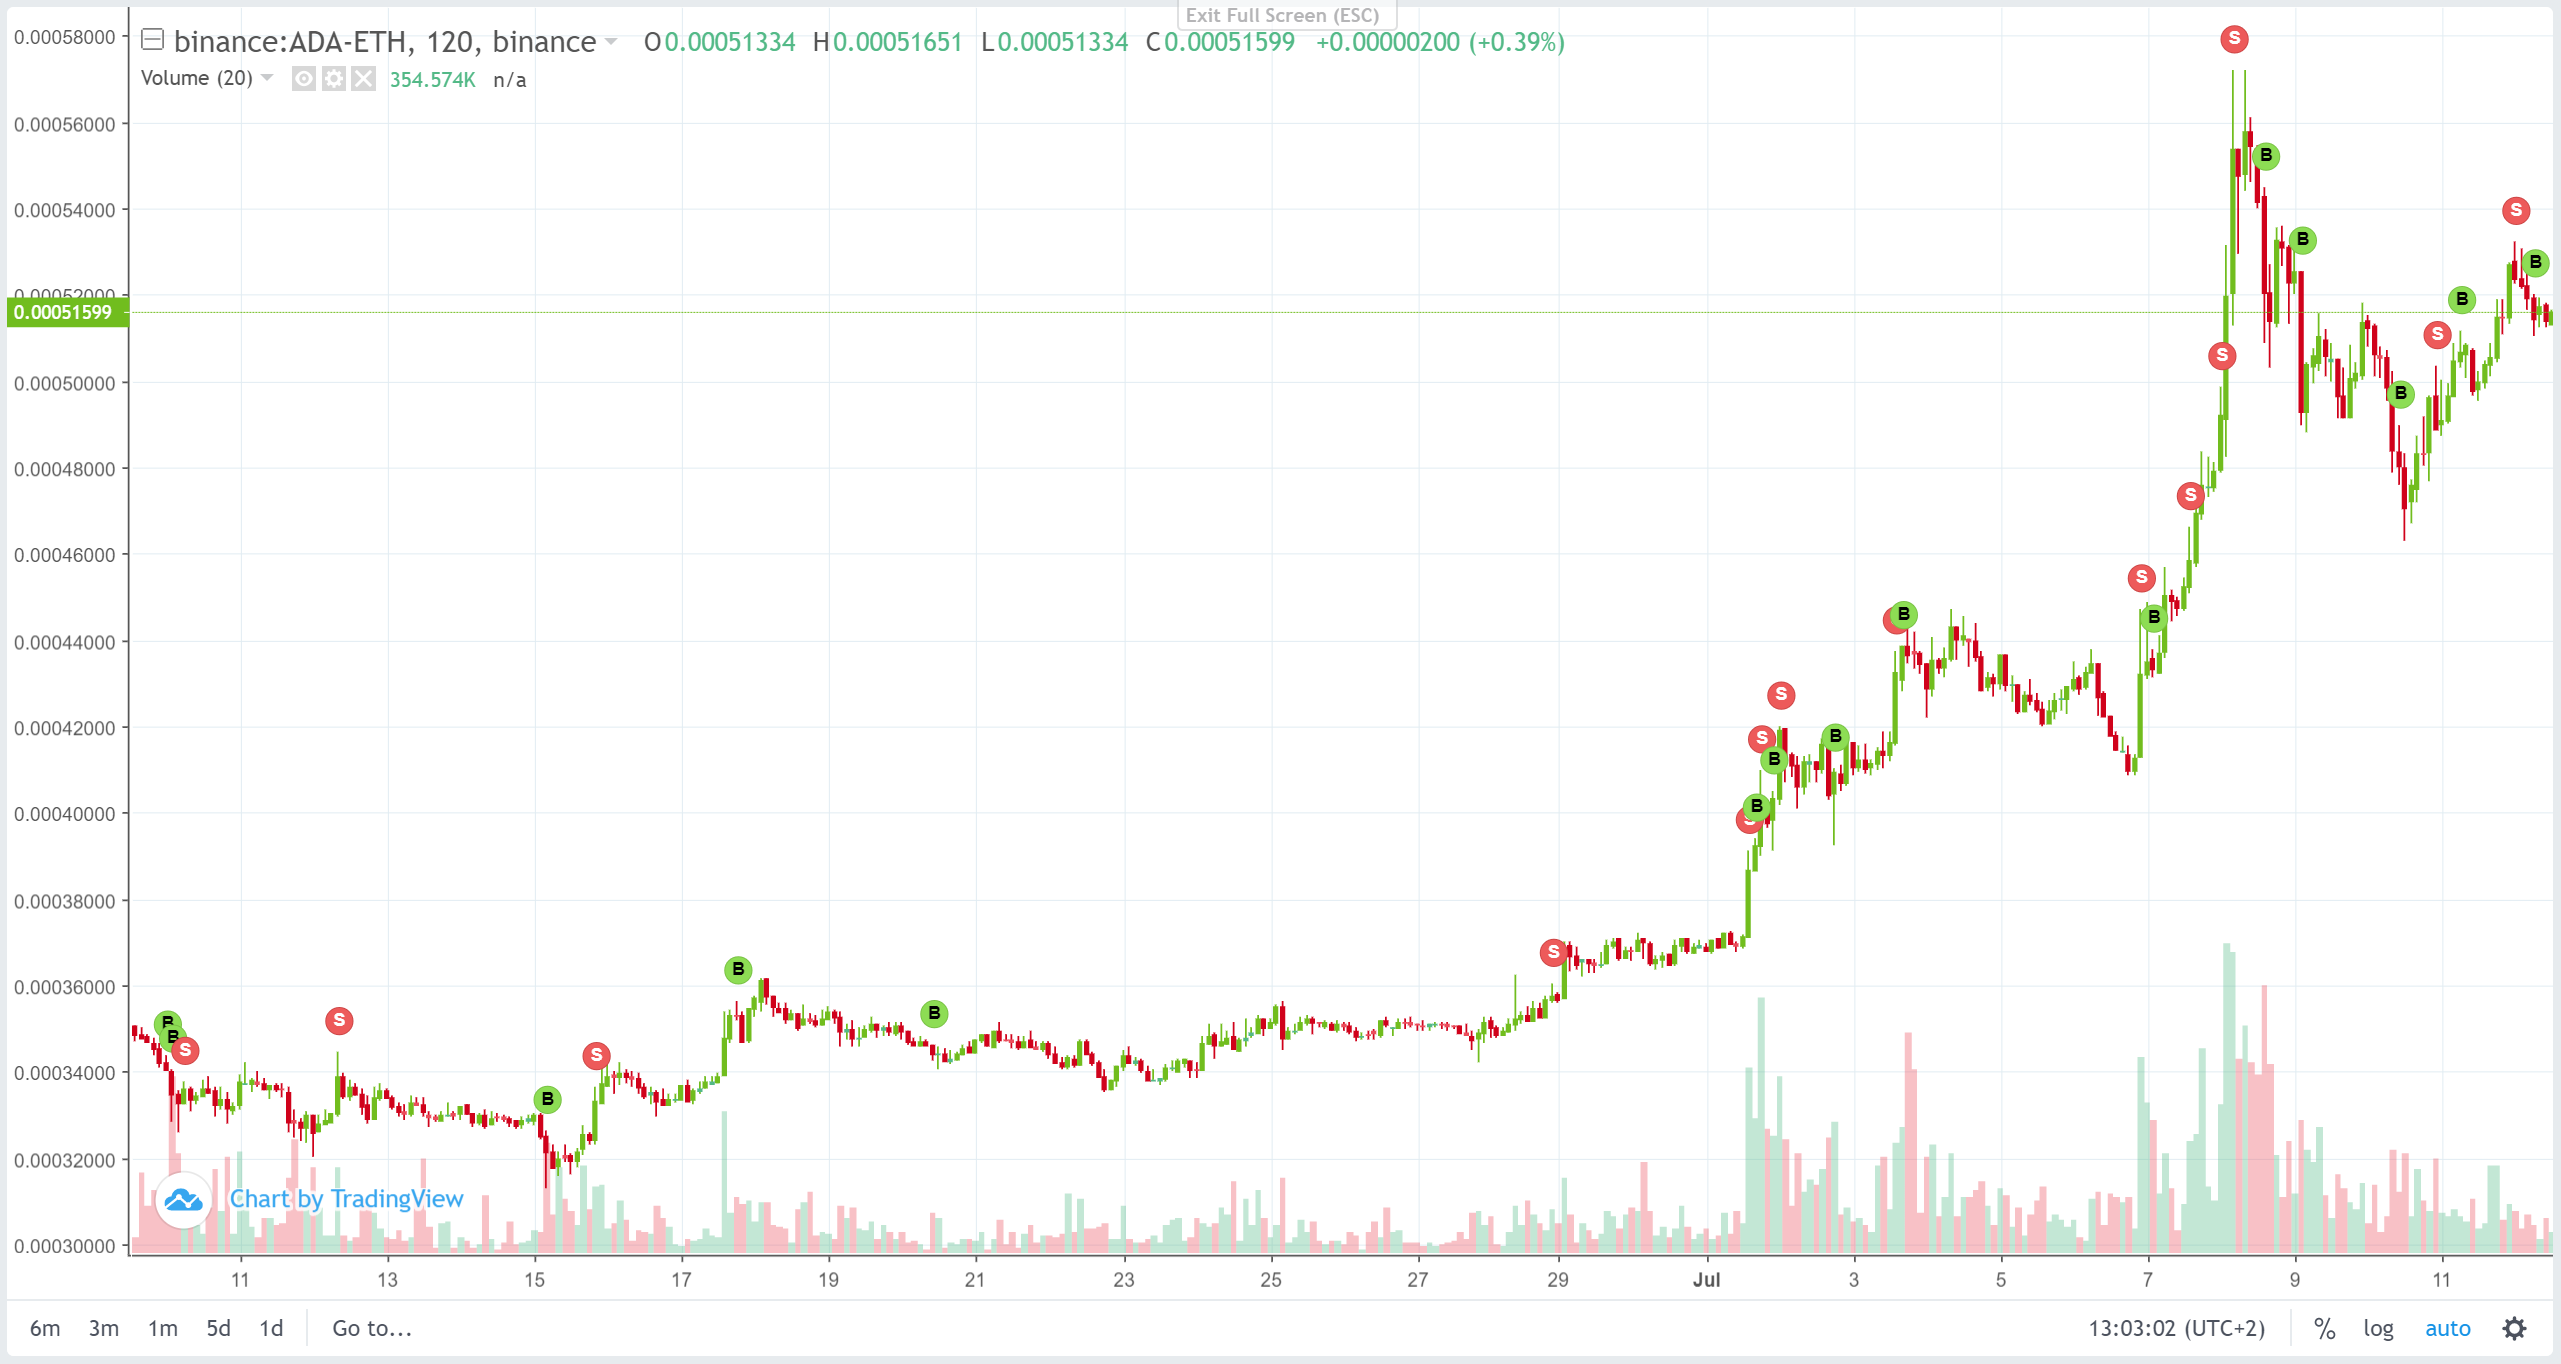 Exit Full Screen (ESC)
binance:ADA-ETH, 120, binance O0.00051334 H0.00051651 L0.00051334 C0.00051599 +0.00000200 (+0.39%)
Volume (20) 354.574K n/a
0.00058000
0.00056000
0.00054000
0.00052000
0.00051599
0.00050000
0.00048000
0.00046000
0.00044000
0.00042000
0.00040000
0.00038000
0.00036000
0.00034000
0.00032000
0.00030000
S
B
S
B
B
B
S
S
S
B
S
S
B
B
S
S
B
B
B
S
B
S
B
B
S
B
B
S
S
B
Chart by TradingView
11 13 15 17 19 21 23 25 27 29 Jul 3 5 7 9 11
6m 3m 1m 5d 1d Go to... 13:03:02 (UTC+2) % log auto